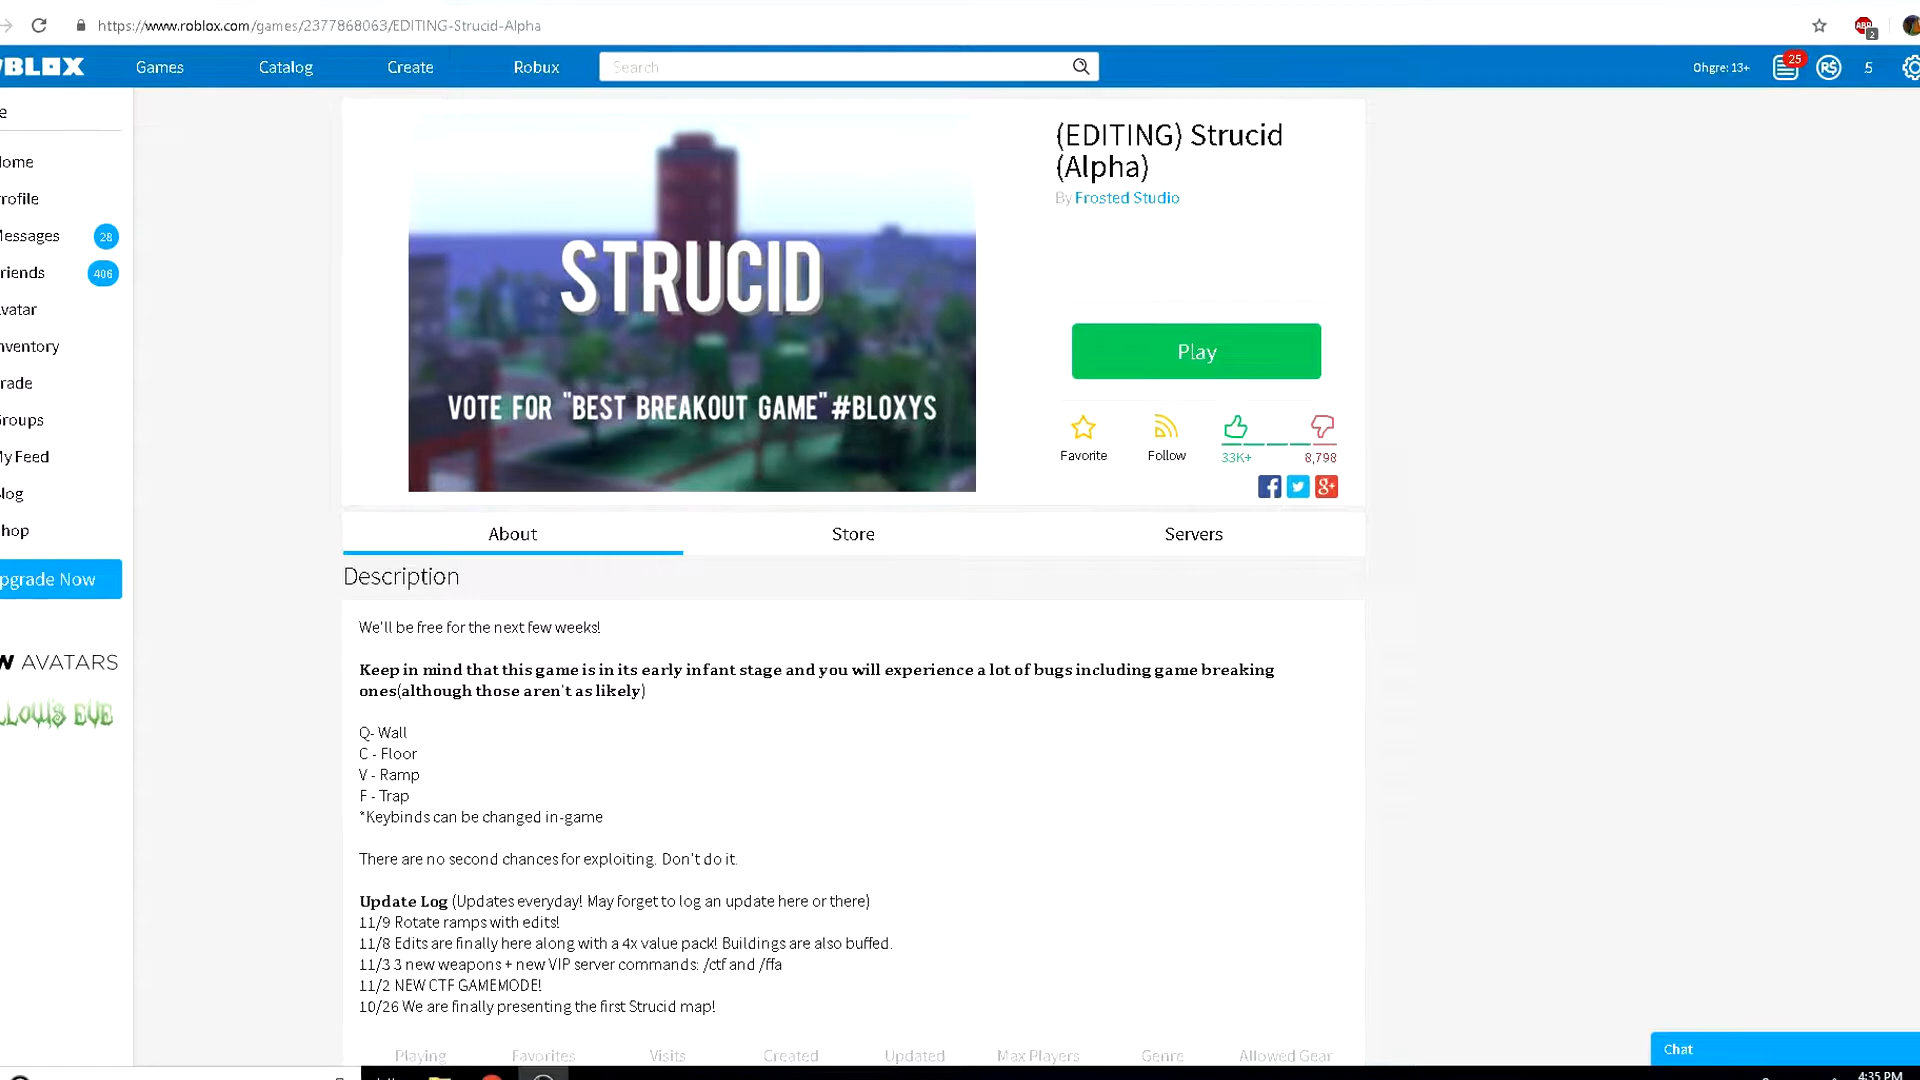 https://www.roblox.com/games/2377868063/EDITING-Strucid-Alpha
ABP
2
BLOX
Games
Catalog
Create
Robux
Search
Ohgre: 13+
25
R$
5
e
ome
rofile
essages
28
riends
406
vatar
nventory
rade
roups
y Feed
log
hop
pgrade Now
W AVATARS
LLOW'S EVE
STRUCID
VOTE FOR "BEST BREAKOUT GAME" #BLOXYS
(EDITING) Strucid
(Alpha)
By Frosted Studio
Play
Favorite
Follow
33K+
8,798
About
Store
Servers
Description
We'll be free for the next few weeks!
Keep in mind that this game is in its early infant stage and you will experience a lot of bugs including game breaking
ones(although those aren't as likely)
Q- Wall
C - Floor
V - Ramp
F - Trap
*Keybinds can be changed in-game
There are no second chances for exploiting. Don't do it.
Update Log (Updates everyday! May forget to log an update here or there)
11/9 Rotate ramps with edits!
11/8 Edits are finally here along with a 4x value pack! Buildings are also buffed.
11/3 3 new weapons + new VIP server commands: /ctf and /ffa
11/2 NEW CTF GAMEMODE!
10/26 We are finally presenting the first Strucid map!
Playing
Favorites
Visits
Created
Updated
Max Players
Genre
Allowed Gear
Chat
4:35 PM